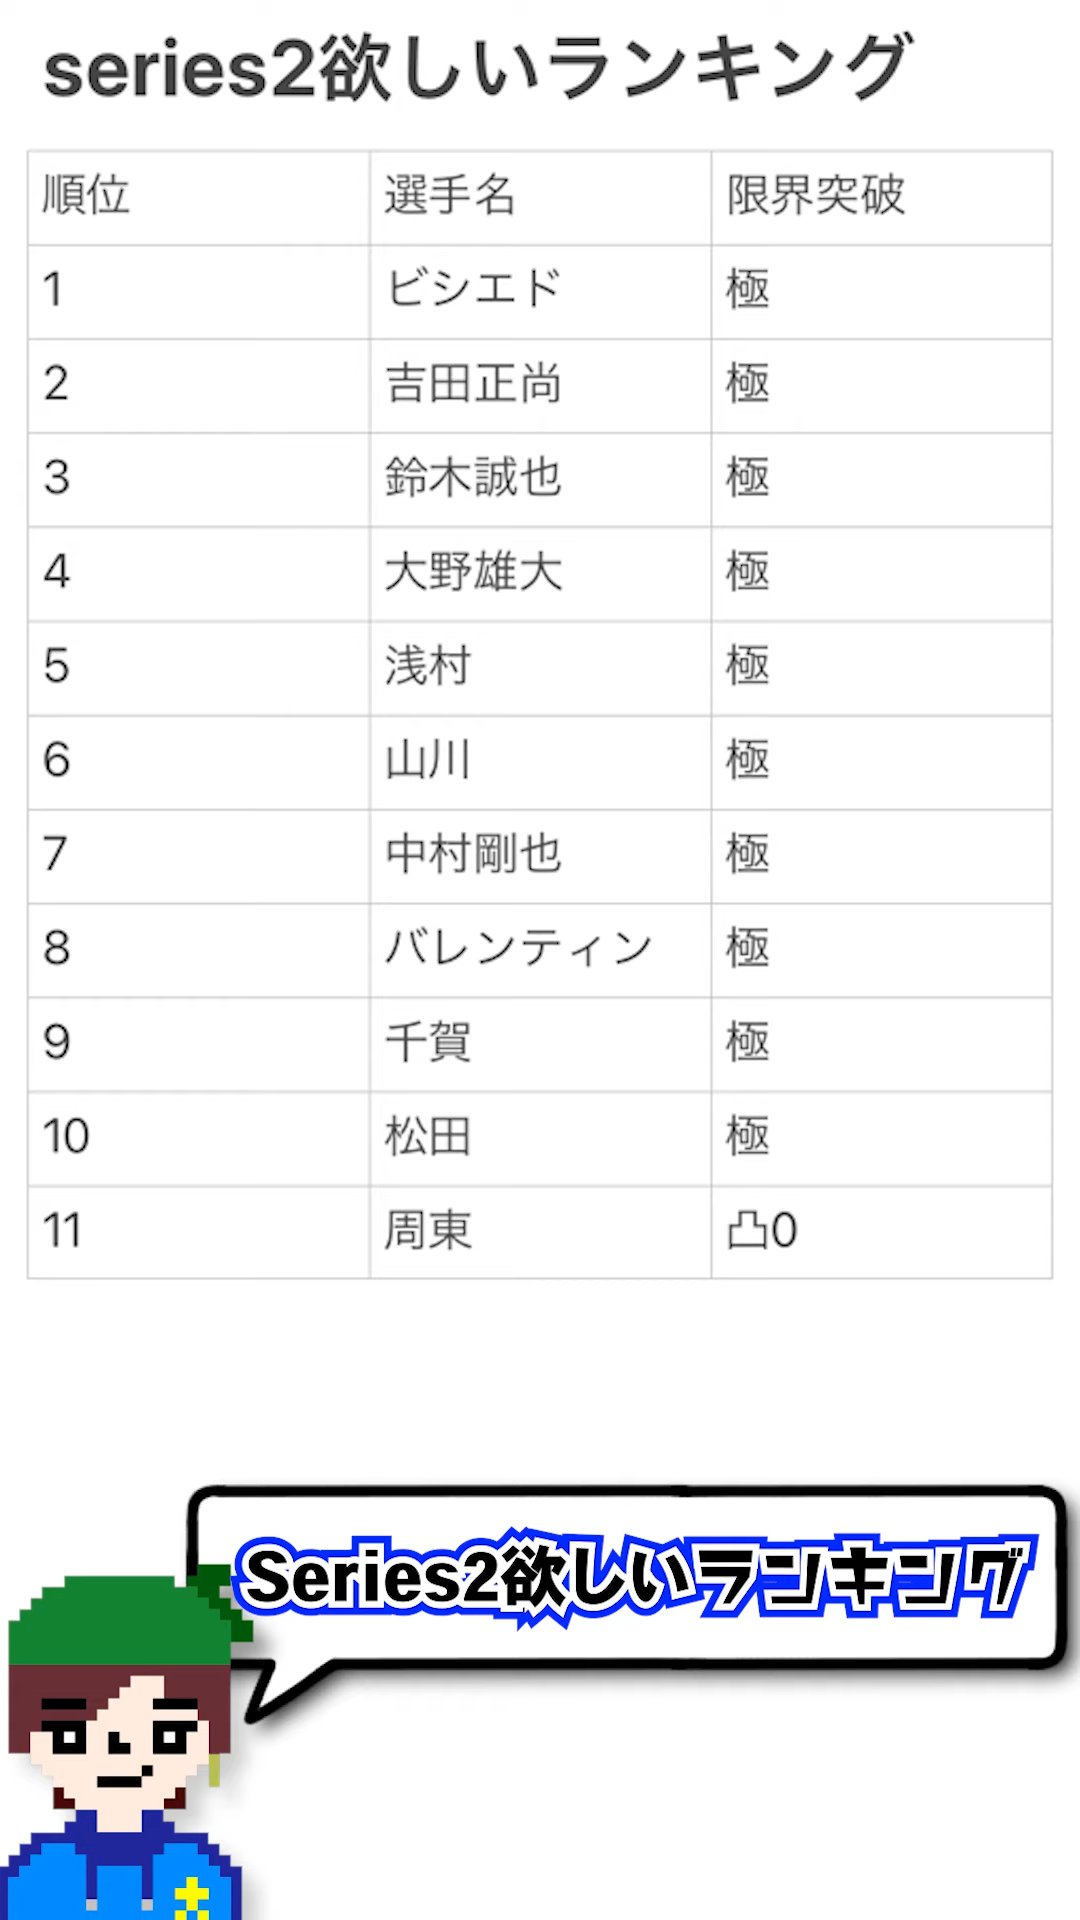 series2欲しいランキング
順位 選手名 限界突破
1 ビシエド 極
2 吉田正尚 極
3 鈴木誠也 極
4 大野雄大 極
5 浅村 極
6 山川 極
7 中村剛也 極
8 バレンティン 極
9 千賀 極
10 松田 極
11 周東 凸0
Series2欲しいランキング